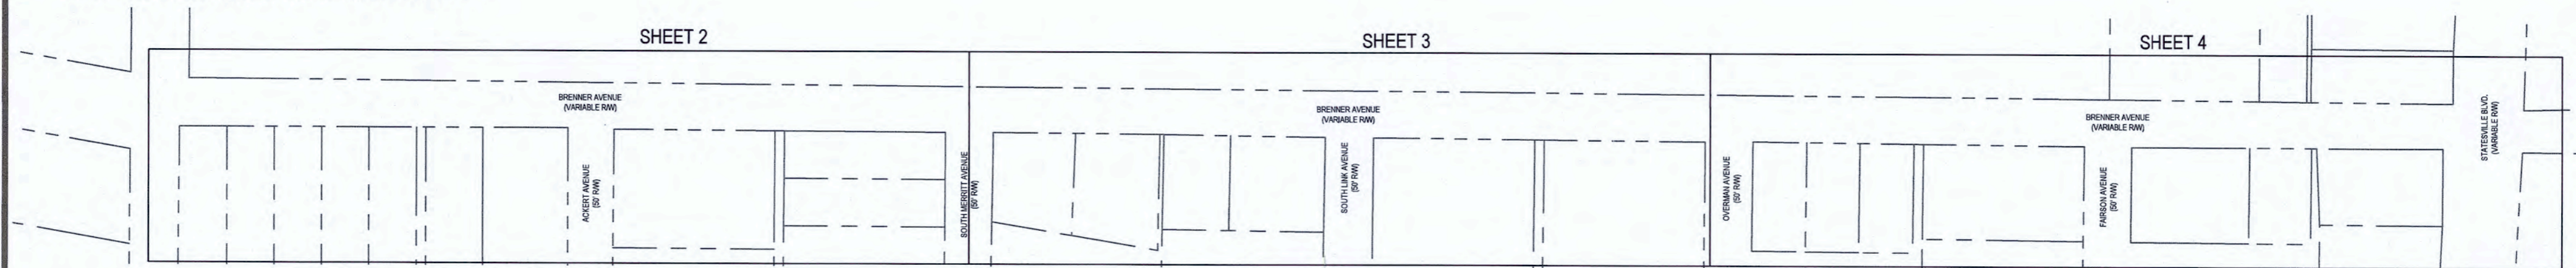 SHEET 2
SHEET 3
SHEET 4
BRENNER AVENUE
(VARIABLE R/W)
ACKERT AVENUE
(50' R/W)
SOUTH MERRITT AVENUE
(50' R/W)
BRENNER AVENUE
(VARIABLE R/W)
SOUTH LINK AVENUE
(50' R/W)
OVERMAN AVENUE
(50' R/W)
BRENNER AVENUE
(VARIABLE R/W)
FAIRSON AVENUE
(50' R/W)
STATESVILLE BLVD.
(VARIABLE R/W)